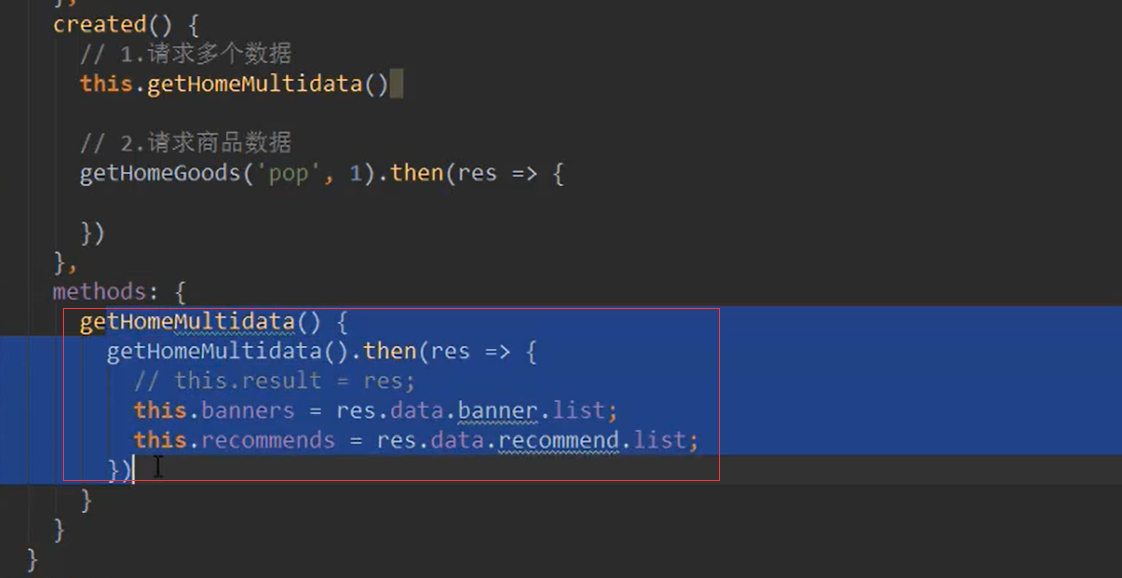 },
created() {
// 1.请求多个数据
this.getHomeMultidata()
// 2.请求商品数据
getHomeGoods('pop', 1).then(res => {
})
},
methods: {
getHomeMultidata() {
getHomeMultidata().then(res => {
// this.result = res;
this.banners = res.data.banner.list;
this.recommends = res.data.recommend.list;
})
}
}
}